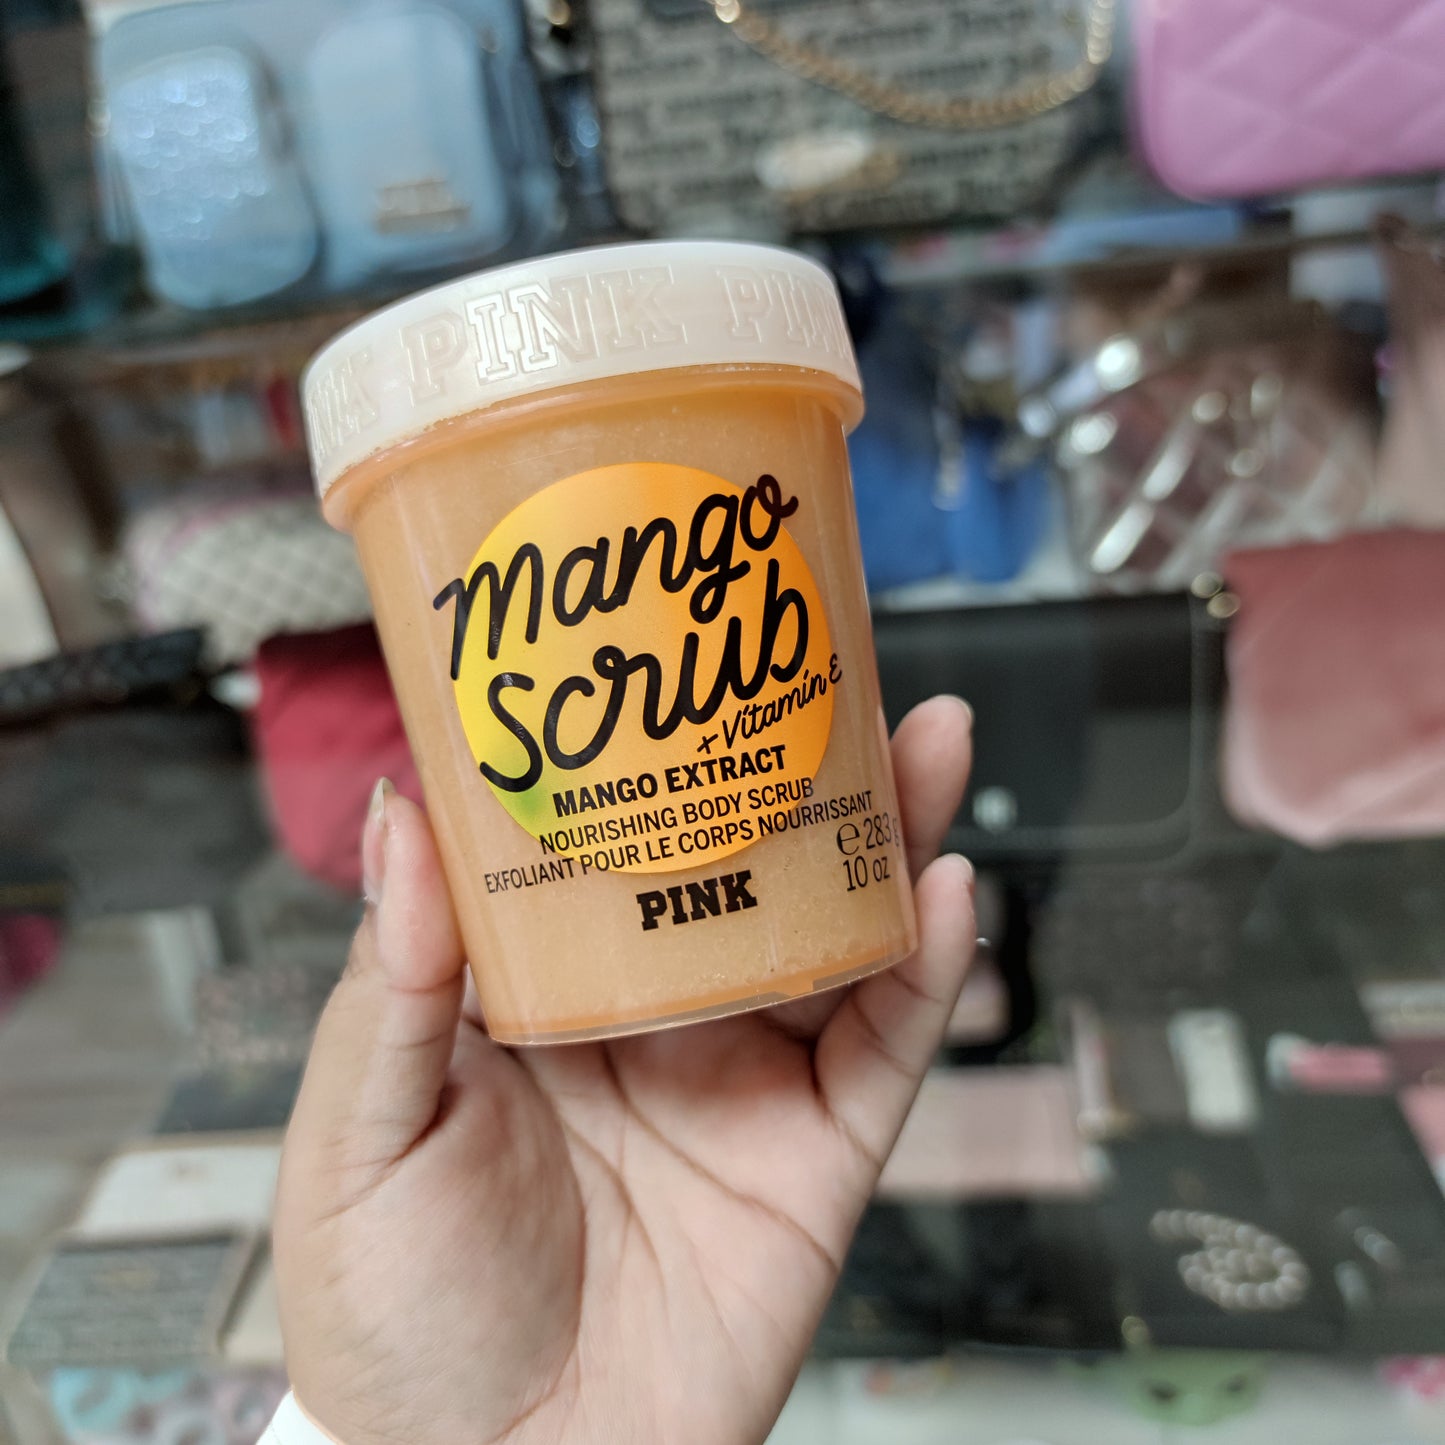 PINK PINK PIN
Mango
Scrub
+ Vitamin E
MANGO EXTRACT
NOURISHING BODY SCRUB
EXFOLIANT POUR LE CORPS NOURRISSANT
℮ 283 g
10 oz
PINK